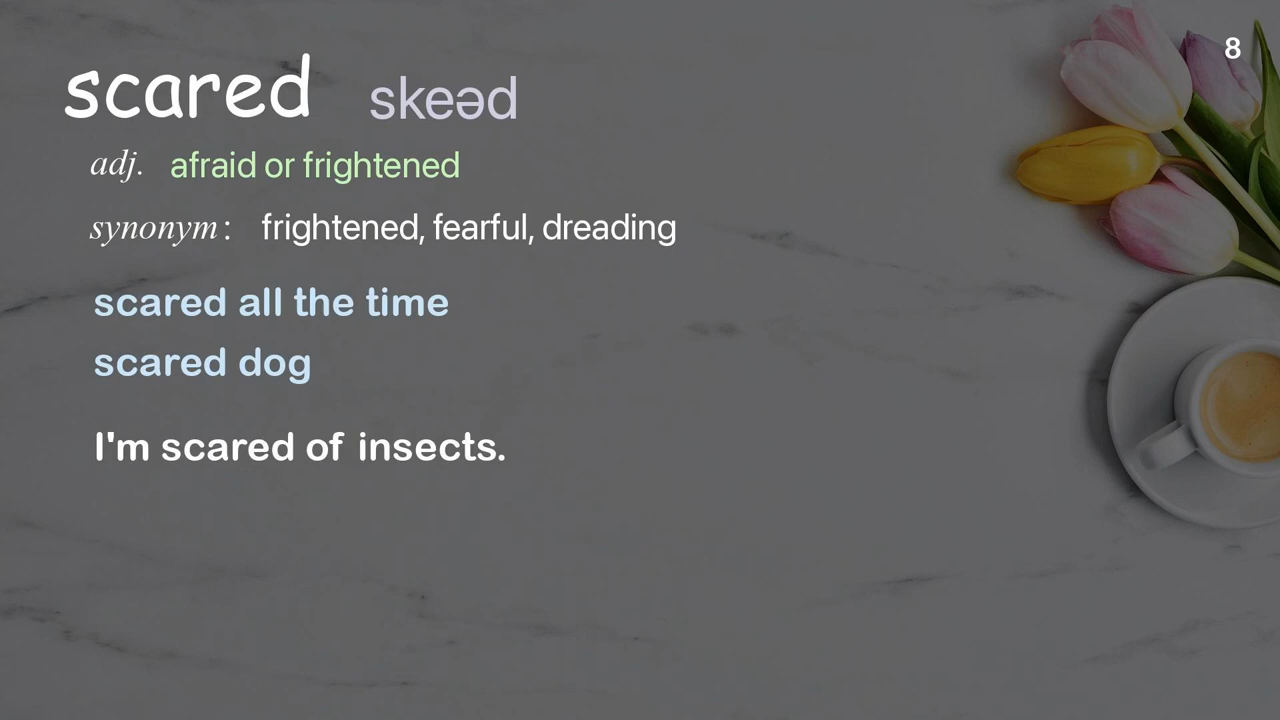 8
scared skeəd
adj. afraid or frightened
synonym: frightened, fearful, dreading
scared all the time
scared dog
I'm scared of insects.